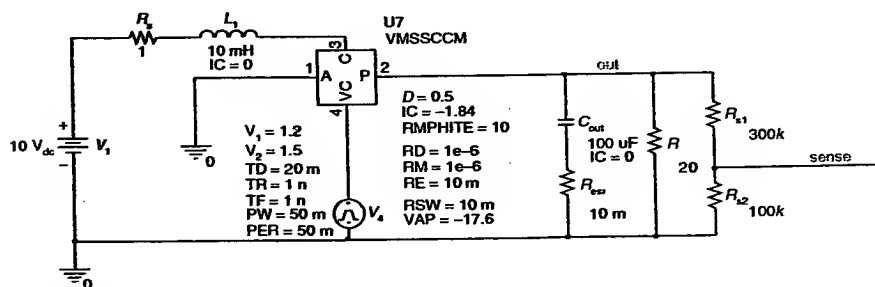 Rs
1
L1
10 mH
IC = 0
U7
VMSSCCM
3
C
1
A
P
2
VC
4
out
0
+
10 Vdc
V1
−
V1 = 1.2
V2 = 1.5
TD = 20 m
TR = 1 n
TF = 1 n
PW = 50 m
PER = 50 m
V4
D = 0.5
IC = −1.84
RMPHITE = 10
RD = 1e−6
RM = 1e−6
RE = 10 m
RSW = 10 m
VAP = −17.6
Cout
100 uF
IC = 0
Resr
10 m
R
20
Rs1
300k
sense
Rs2
100k
0